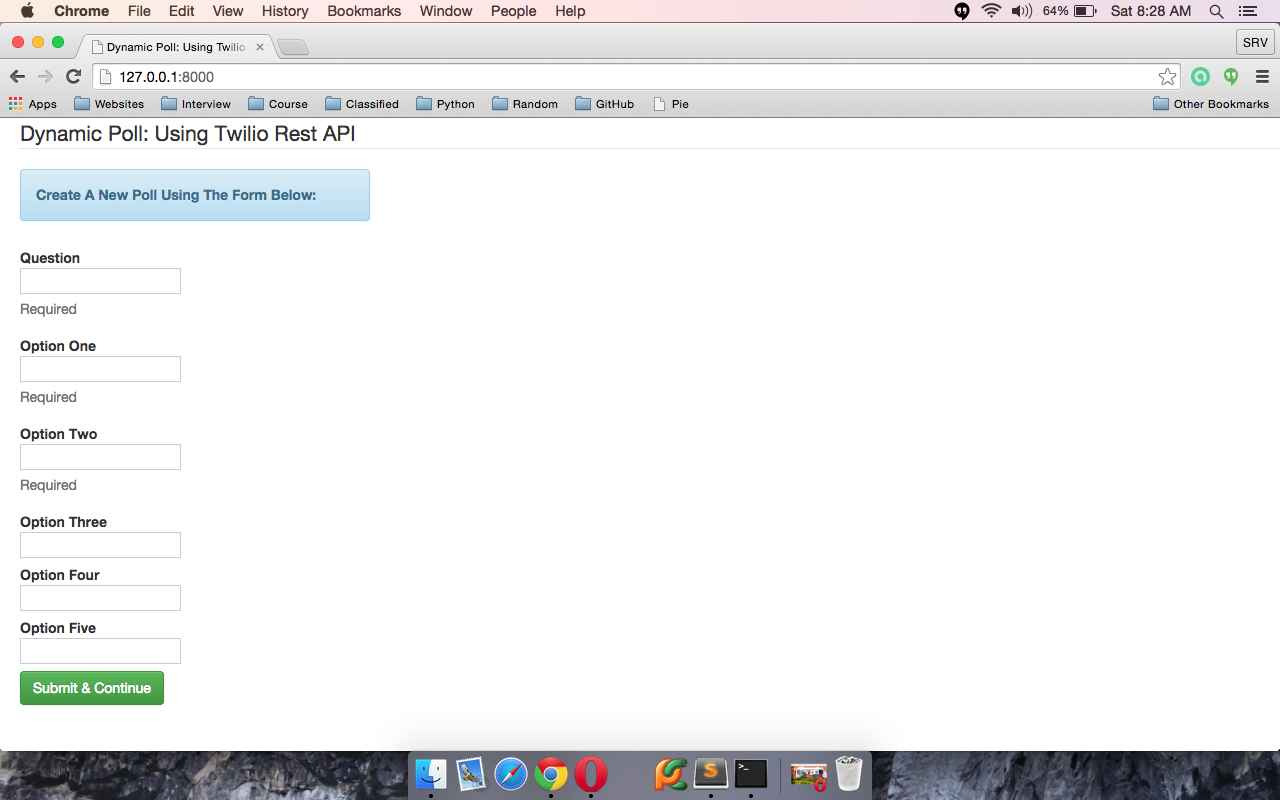 Chrome File Edit View History Bookmarks Window People Help 64% Sat 8:28 AM
Dynamic Poll: Using Twilio
SRV
127.0.0.1:8000
Apps Websites Interview Course Classified Python Random GitHub Pie Other Bookmarks
Dynamic Poll: Using Twilio Rest API
Create A New Poll Using The Form Below:
Question
Required
Option One
Required
Option Two
Required
Option Three
Option Four
Option Five
Submit & Continue